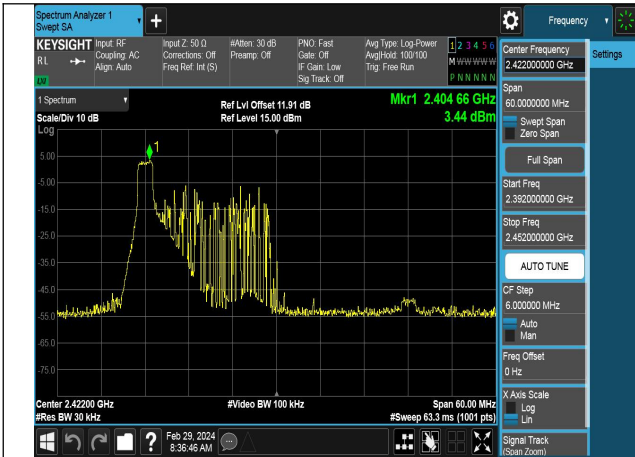 Spectrum Analyzer 1
Swept SA
+
Frequency
KEYSIGHT Input: RF Input Z: 50 Ω #Atten: 30 dB PNO: Fast Avg Type: Log-Power 1 2 3 4 5 6
RL Coupling: AC Corrections: Off Preamp: Off Gate: Off Avg|Hold: 100/100 M W W W W W
Align: Auto Freq Ref: Int (S) IF Gain: Low Trig: Free Run
Sig Track: Off P N N N N N
LXI
1 Spectrum
Scale/Div 10 dB
Ref Lvl Offset 11.91 dB
Ref Level 15.00 dBm
Mkr1 2.404 66 GHz
3.44 dBm
Log
1
5.00
-5.00
-15.0
-25.0
-35.0
-45.0
-55.0
-65.0
-75.0
Center 2.42200 GHz #Video BW 100 kHz Span 60.00 MHz
#Res BW 30 kHz #Sweep 63.3 ms (1001 pts)
Center Frequency
2.422000000 GHz
Settings
Span
60.0000000 MHz
Swept Span
Zero Span
Full Span
Start Freq
2.392000000 GHz
Stop Freq
2.452000000 GHz
AUTO TUNE
CF Step
6.000000 MHz
Auto
Man
Freq Offset
0 Hz
X Axis Scale
Log
Lin
Signal Track
(Span Zoom)
?
Feb 29, 2024
8:36:46 AM